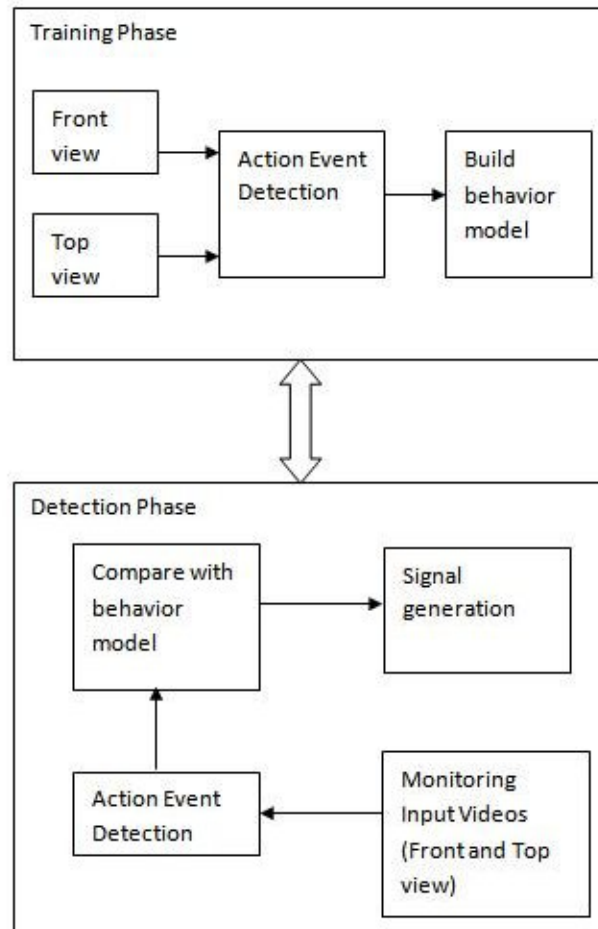 Training Phase
Front
view
Top
view
Action Event
Detection
Build
behavior
model
Detection Phase
Compare with
behavior
model
Signal
generation
Action Event
Detection
Monitoring
Input Videos
(Front and Top
view)